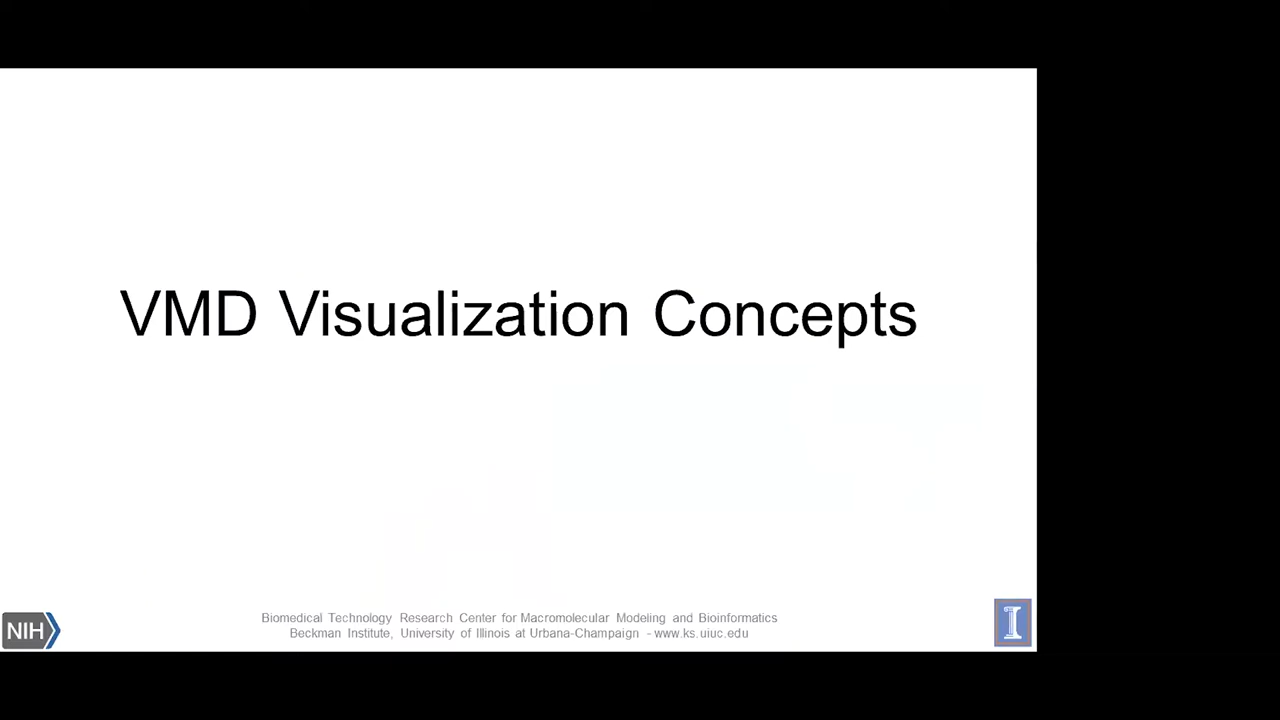 VMD Visualization Concepts
NIH
Biomedical Technology Research Center for Macromolecular Modeling and Bioinformatics
Beckman Institute, University of Illinois at Urbana-Champaign - www.ks.uiuc.edu
I